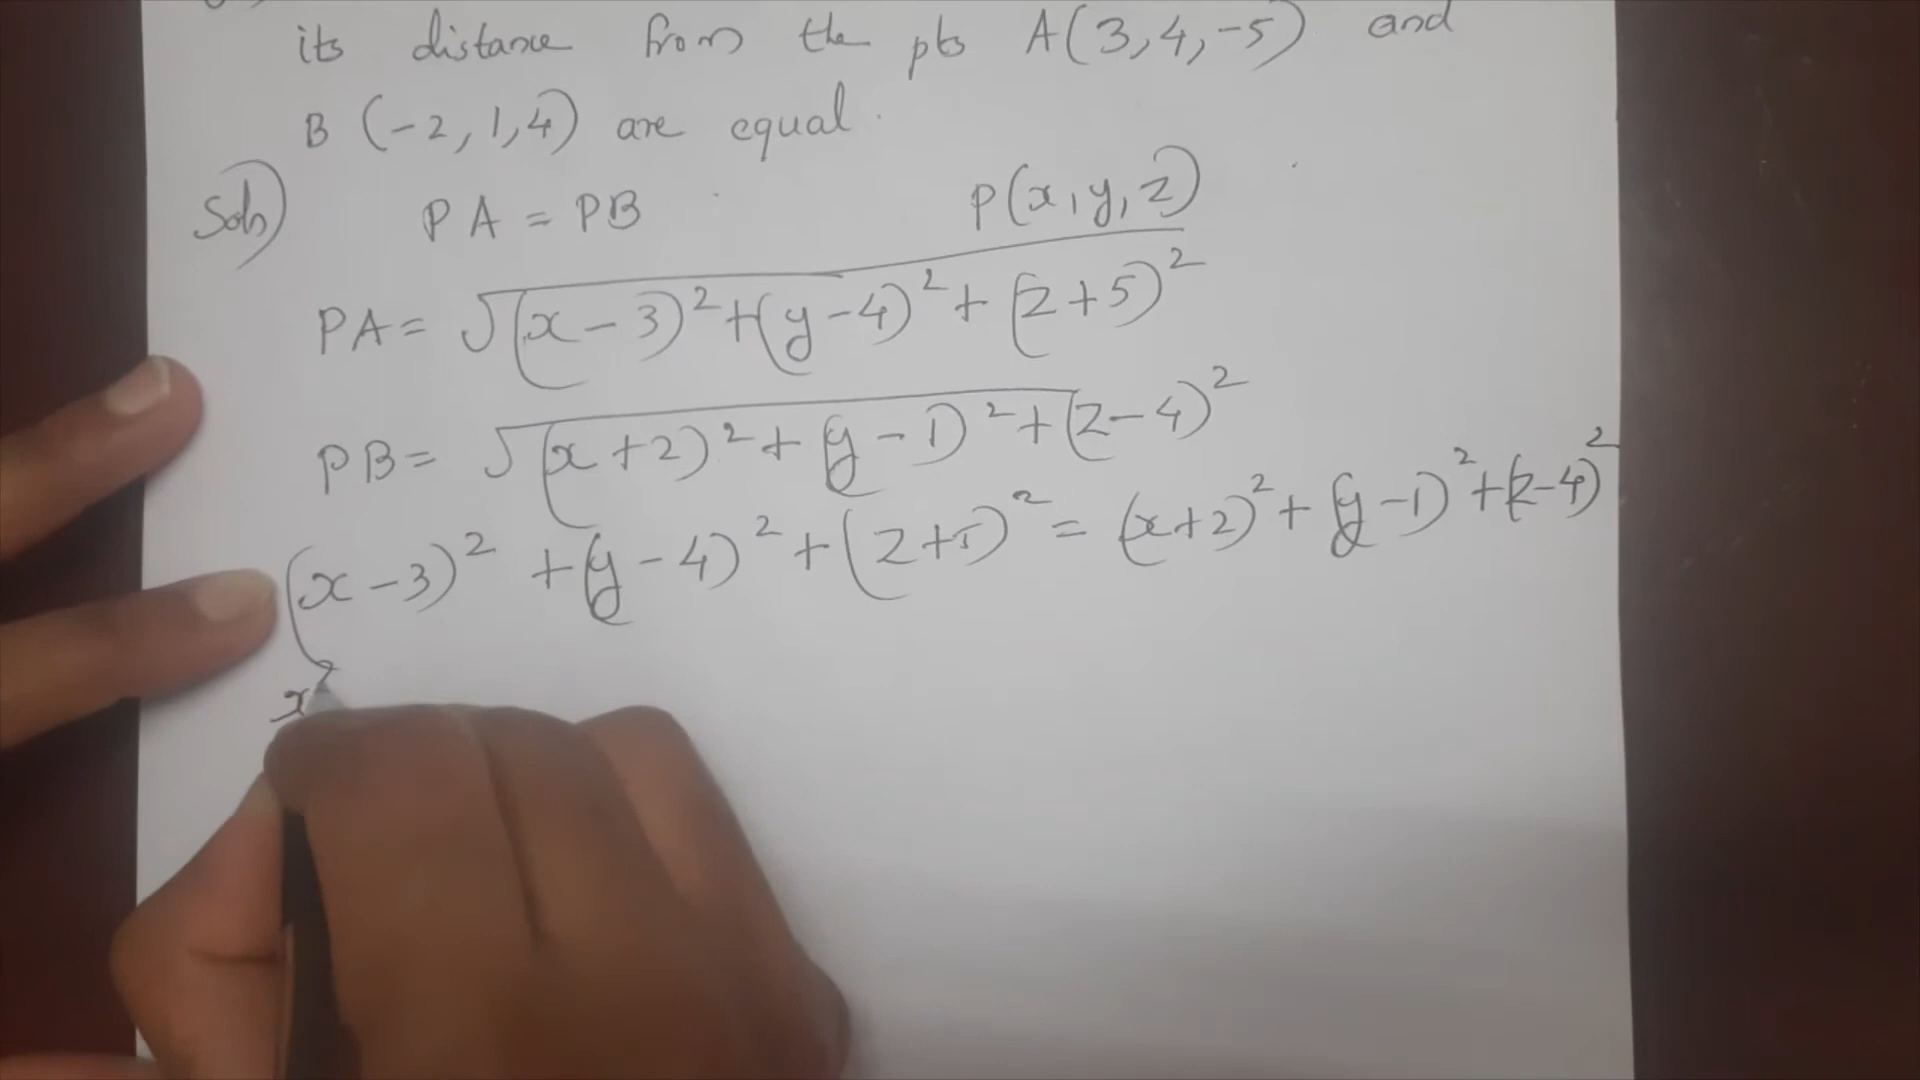 its distance from the pts A(3,4,-5) and
B (-2,1,4) are equal.
Soln) PA = PB P(x,y,z)
PA = √(x-3)²+(y-4)²+(z+5)²
PB = √(x+2)²+(y-1)²+(z-4)²
(x-3)²+(y-4)²+(z+5)² = (x+2)²+(y-1)²+(z-4)²
x²